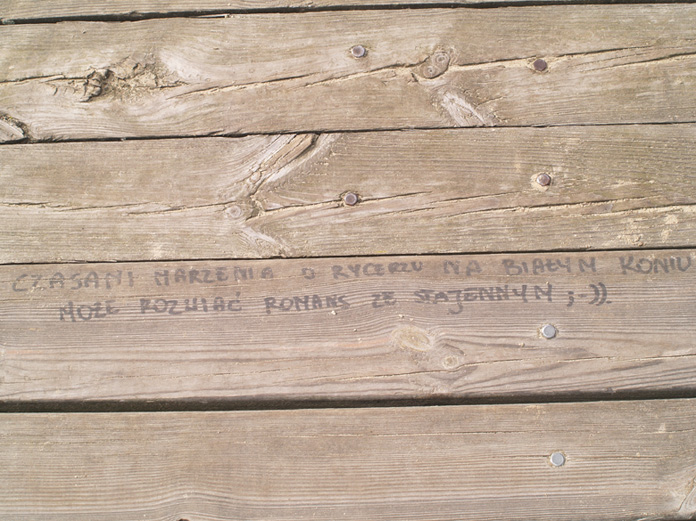 CZASAMI MARZENIA O RYCERZU NA BIAŁYM KONIU
MOŻE ROZWIAĆ ROMANS ZE STAJENNYM ;-))